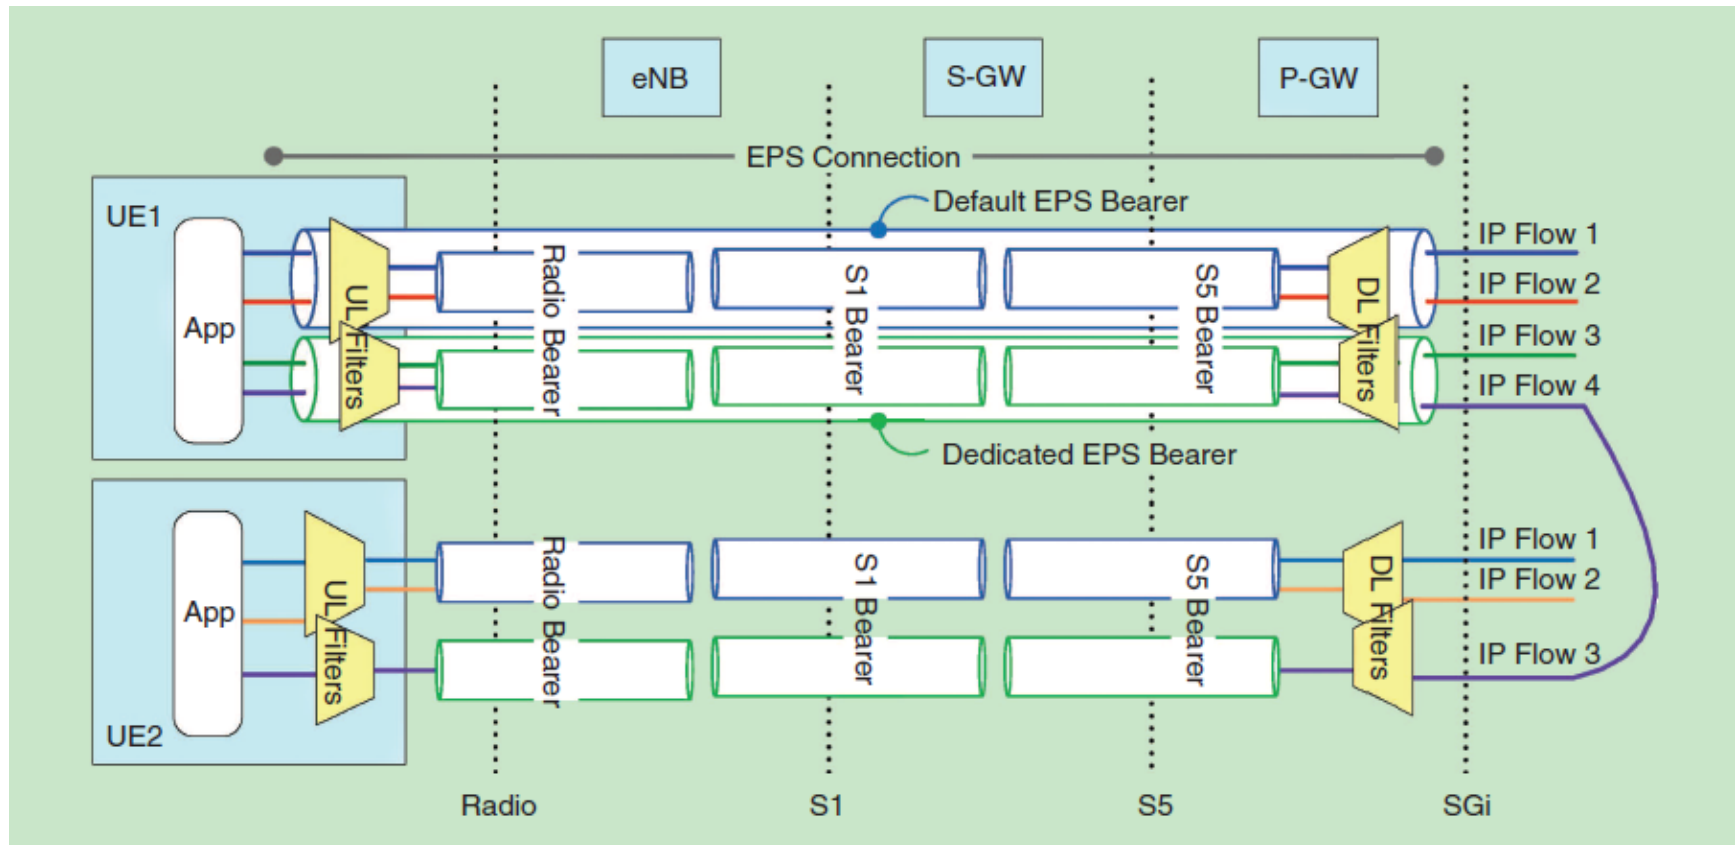 eNB
S-GW
P-GW
EPS Connection
UE1
Default EPS Bearer
App
UL Filters
Radio Bearer
S1 Bearer
S5 Bearer
DL Filters
IP Flow 1
IP Flow 2
IP Flow 3
IP Flow 4
Dedicated EPS Bearer
App
UL Filters
Radio Bearer
S1 Bearer
S5 Bearer
DL Filters
IP Flow 1
IP Flow 2
IP Flow 3
UE2
Radio
S1
S5
SGi